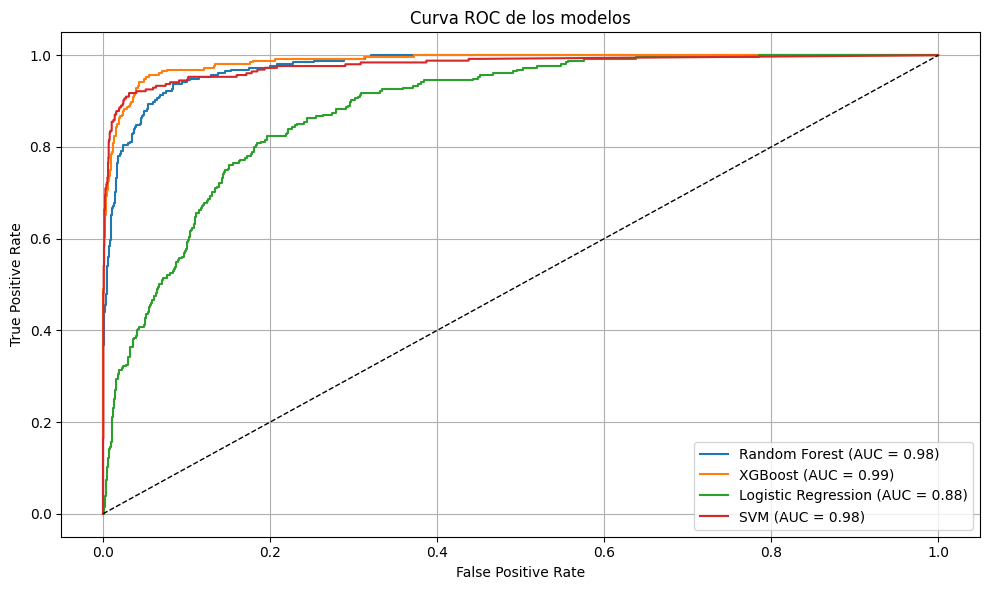 Curva ROC de los modelos
True Positive Rate
1.0
0.8
0.6
0.4
0.2
0.0
0.0 0.2 0.4 0.6 0.8 1.0
False Positive Rate
Random Forest (AUC = 0.98)
XGBoost (AUC = 0.99)
Logistic Regression (AUC = 0.88)
SVM (AUC = 0.98)